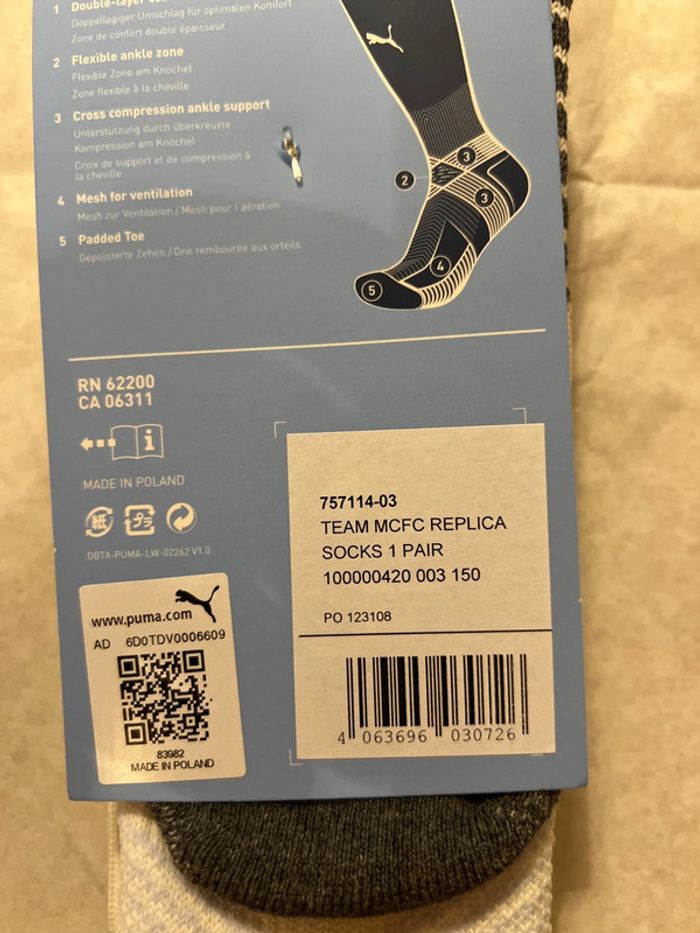 1 Double-layer
Doppellagiger Umschlag für optimalen Komfort
Zone de confort double épaisseur
2 Flexible ankle zone
Flexible Zone am Knöchel
Zone flexible à la cheville
3 Cross compression ankle support
Unterstützung durch überkreuzte
Kompression am Knöchel
Croix de support et de compression à
la cheville
4 Mesh for ventilation
Mesh zur Ventilation / Mesh pour l'aération
5 Padded Toe
Gepolsterte Zehen / One rembourée aux orteils
3
2
3
4
5
RN 62200
CA 06311
i
MADE IN POLAND
紙 プラ
DBTX-PUMA-LW-02262 V1.0
www.puma.com
AD 6D0TDV0006609
83982
MADE IN POLAND
757114-03
TEAM MCFC REPLICA
SOCKS 1 PAIR
100000420 003 150
PO 123108
4 063696 030726